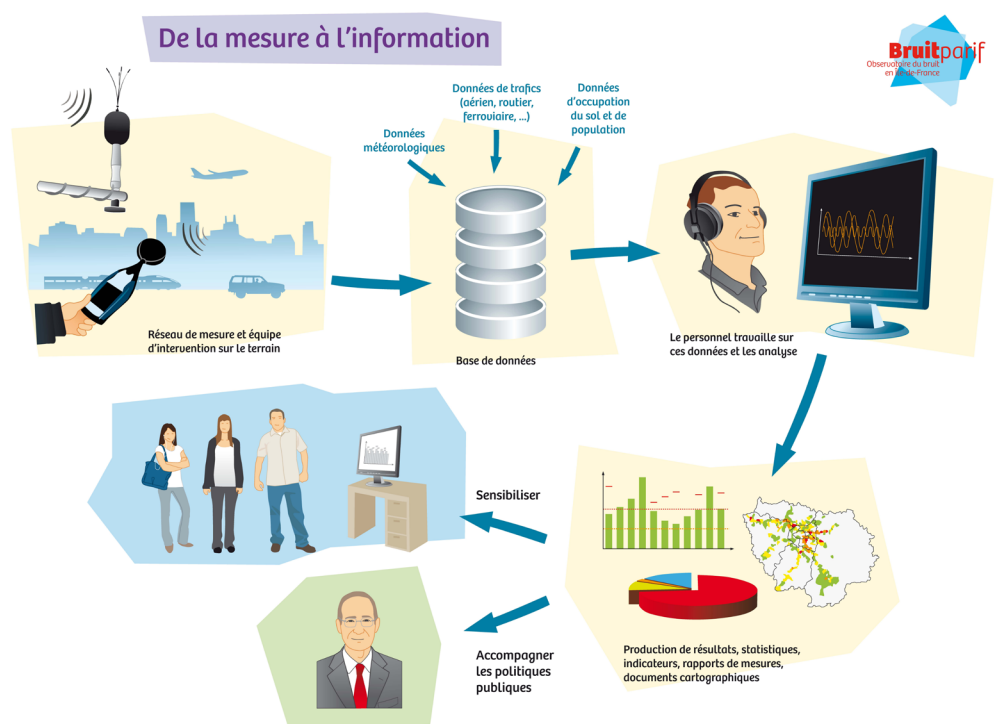 De la mesure à l'information
Bruitparif
Observatoire du bruit
en Ile-de-France
Données de trafics
(aérien, routier,
ferroviaire, ...)
Données
d'occupation
du sol et de
population
Données
météorologiques
Réseau de mesure et équipe
d'intervention sur le terrain
Base de données
Le personnel travaille sur
ces données et les analyse
Sensibiliser
Accompagner
les politiques
publiques
Production de résultats, statistiques,
indicateurs, rapports de mesures,
documents cartographiques